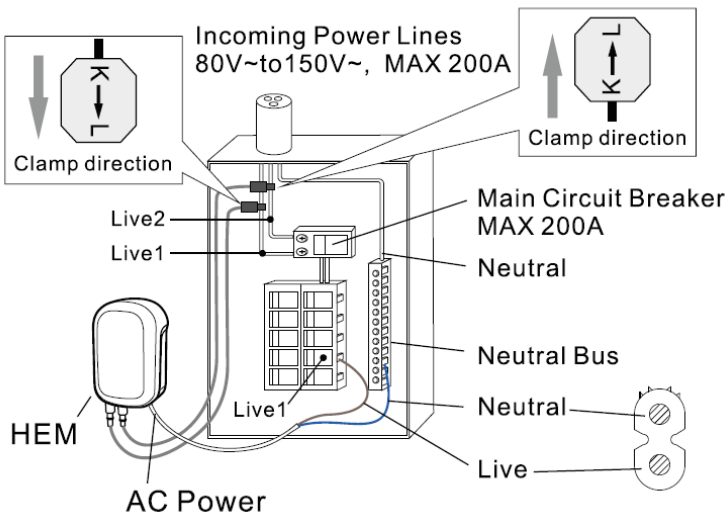 Incoming Power Lines
80V~to150V~, MAX 200A
K → L
Clamp direction
K → L
Clamp direction
Main Circuit Breaker
MAX 200A
Live2
Live1
Neutral
Neutral Bus
Live1
Neutral
Live
HEM
AC Power